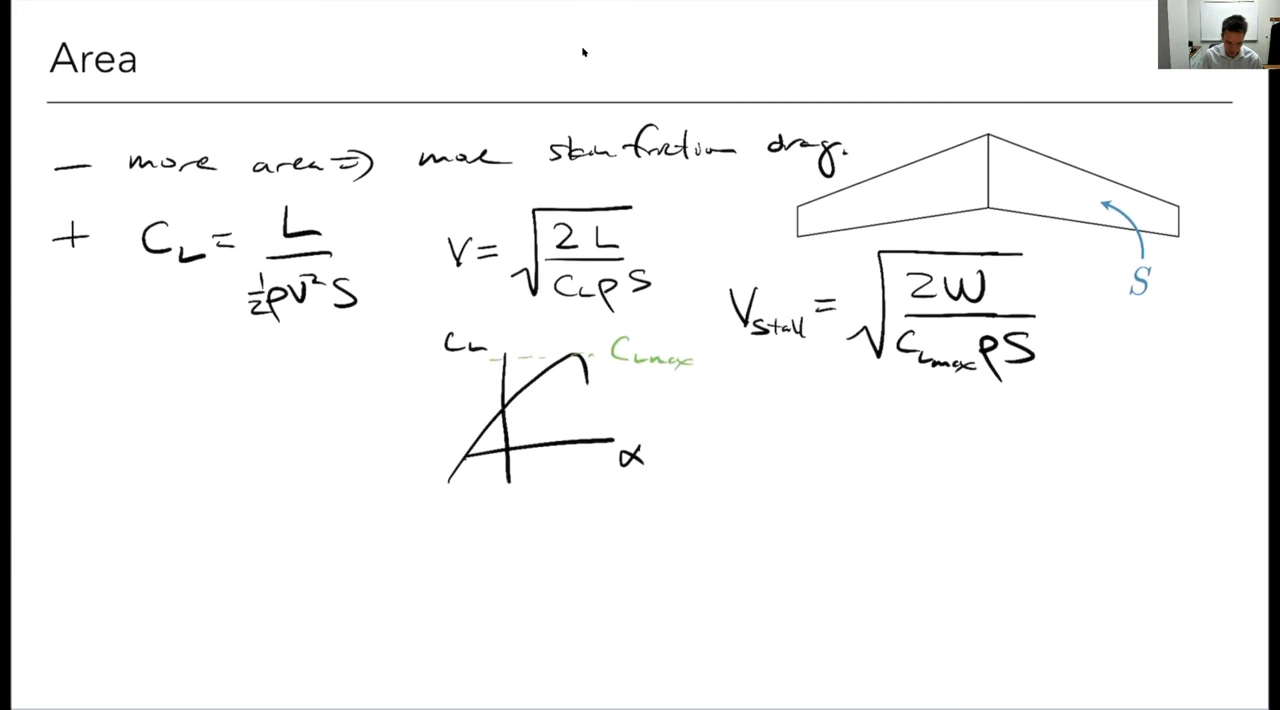 Area
— more area ⇒ more skin friction drag.
+ C_L = L / (½ρV²S)
V = √(2L / (C_L ρ S))
S
V_stall = √(2W / (C_Lmax ρ S))
C_L
C_Lmax
α